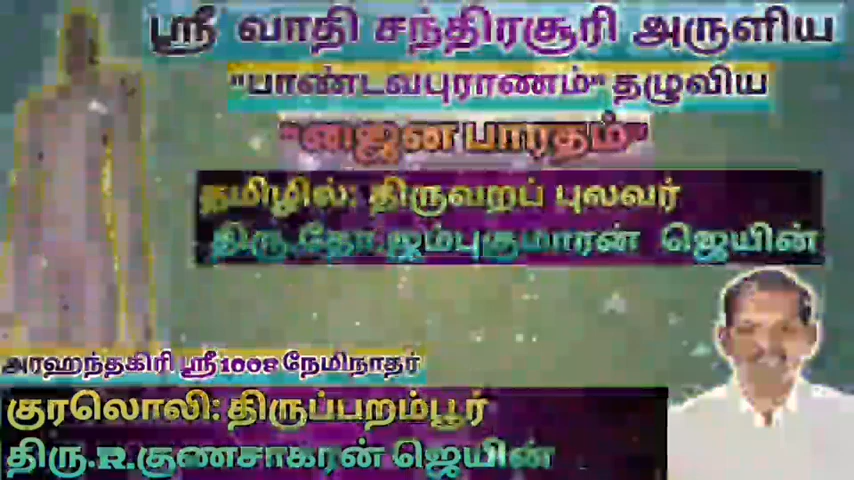 ஸ்ரீ வாதி சந்திரசூரி அருளிய
"பாண்டவபுராணம்" தழுவிய
"ஜைன பாரதம்"
தமிழில்: திருவறப் புலவர்
திரு.தோ.ஜம்புகுமாரன் ஜெயின்
அரஹந்தகிரி ஸ்ரீ 1008 நேமிநாதர்
குரலொலி: திருப்பறம்பூர்
திரு.R.குணசாகரன் ஜெயின்